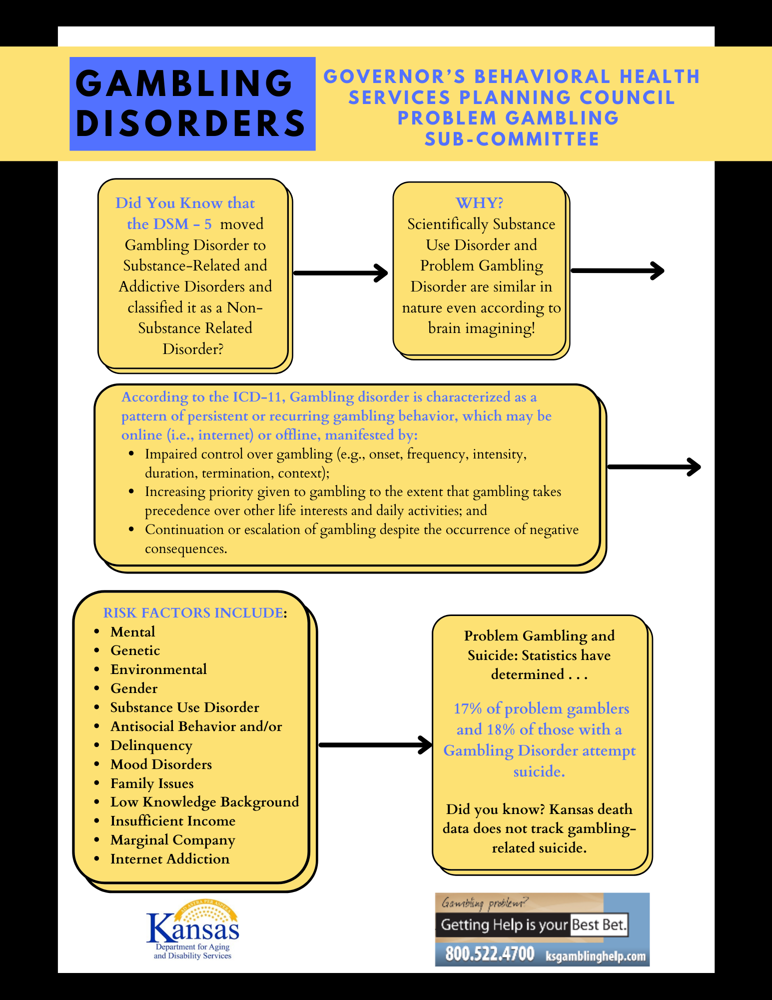 GAMBLING
DISORDERS
GOVERNOR’S BEHAVIORAL HEALTH
SERVICES PLANNING COUNCIL
PROBLEM GAMBLING
SUB-COMMITTEE
Did You Know that
the DSM - 5 moved
Gambling Disorder to
Substance-Related and
Addictive Disorders and
classified it as a Non-
Substance Related
Disorder?
WHY?
Scientifically Substance
Use Disorder and
Problem Gambling
Disorder are similar in
nature even according to
brain imagining!
According to the ICD-11, Gambling disorder is characterized as a
pattern of persistent or recurring gambling behavior, which may be
online (i.e., internet) or offline, manifested by:
• Impaired control over gambling (e.g., onset, frequency, intensity,
duration, termination, context);
• Increasing priority given to gambling to the extent that gambling takes
precedence over other life interests and daily activities; and
• Continuation or escalation of gambling despite the occurrence of negative
consequences.
RISK FACTORS INCLUDE:
• Mental
• Genetic
• Environmental
• Gender
• Substance Use Disorder
• Antisocial Behavior and/or
• Delinquency
• Mood Disorders
• Family Issues
• Low Knowledge Background
• Insufficient Income
• Marginal Company
• Internet Addiction
Problem Gambling and
Suicide: Statistics have
determined . . .
17% of problem gamblers
and 18% of those with a
Gambling Disorder attempt
suicide.
Did you know? Kansas death
data does not track gambling-
related suicide.
AD ASTRA PER ASPERA
Kansas
Department for Aging
and Disability Services
Gambling problem?
Getting Help is your Best Bet.
800.522.4700 ksgamblinghelp.com